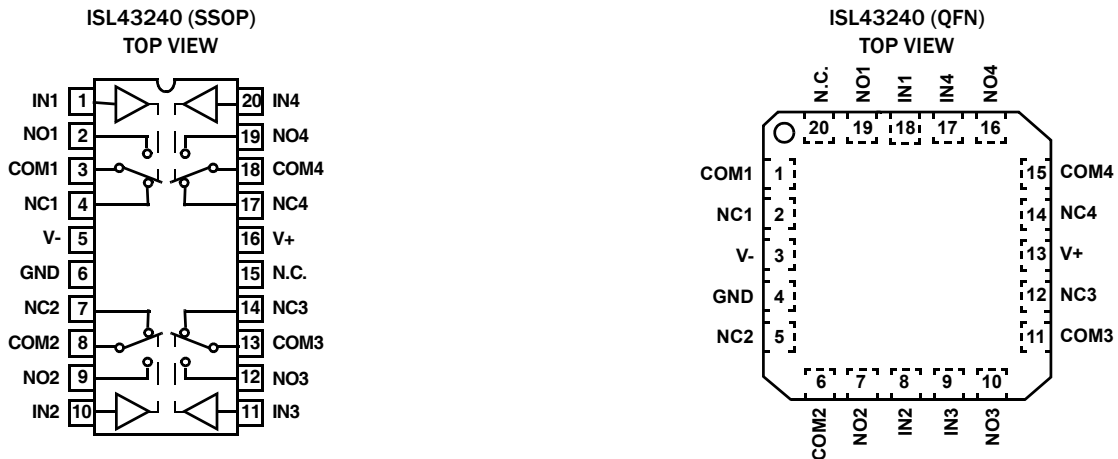 ISL43240 (SSOP)
TOP VIEW
IN1 1 20 IN4
NO1 2 19 NO4
COM1 3 18 COM4
NC1 4 17 NC4
V- 5 16 V+
GND 6 15 N.C.
NC2 7 14 NC3
COM2 8 13 COM3
NO2 9 12 NO3
IN2 10 11 IN3
ISL43240 (QFN)
TOP VIEW
N.C. NO1 IN1 IN4 NO4
20 19 18 17 16
COM1 1 15 COM4
NC1 2 14 NC4
V- 3 13 V+
GND 4 12 NC3
NC2 5 11 COM3
6 7 8 9 10
COM2 NO2 IN2 IN3 NO3